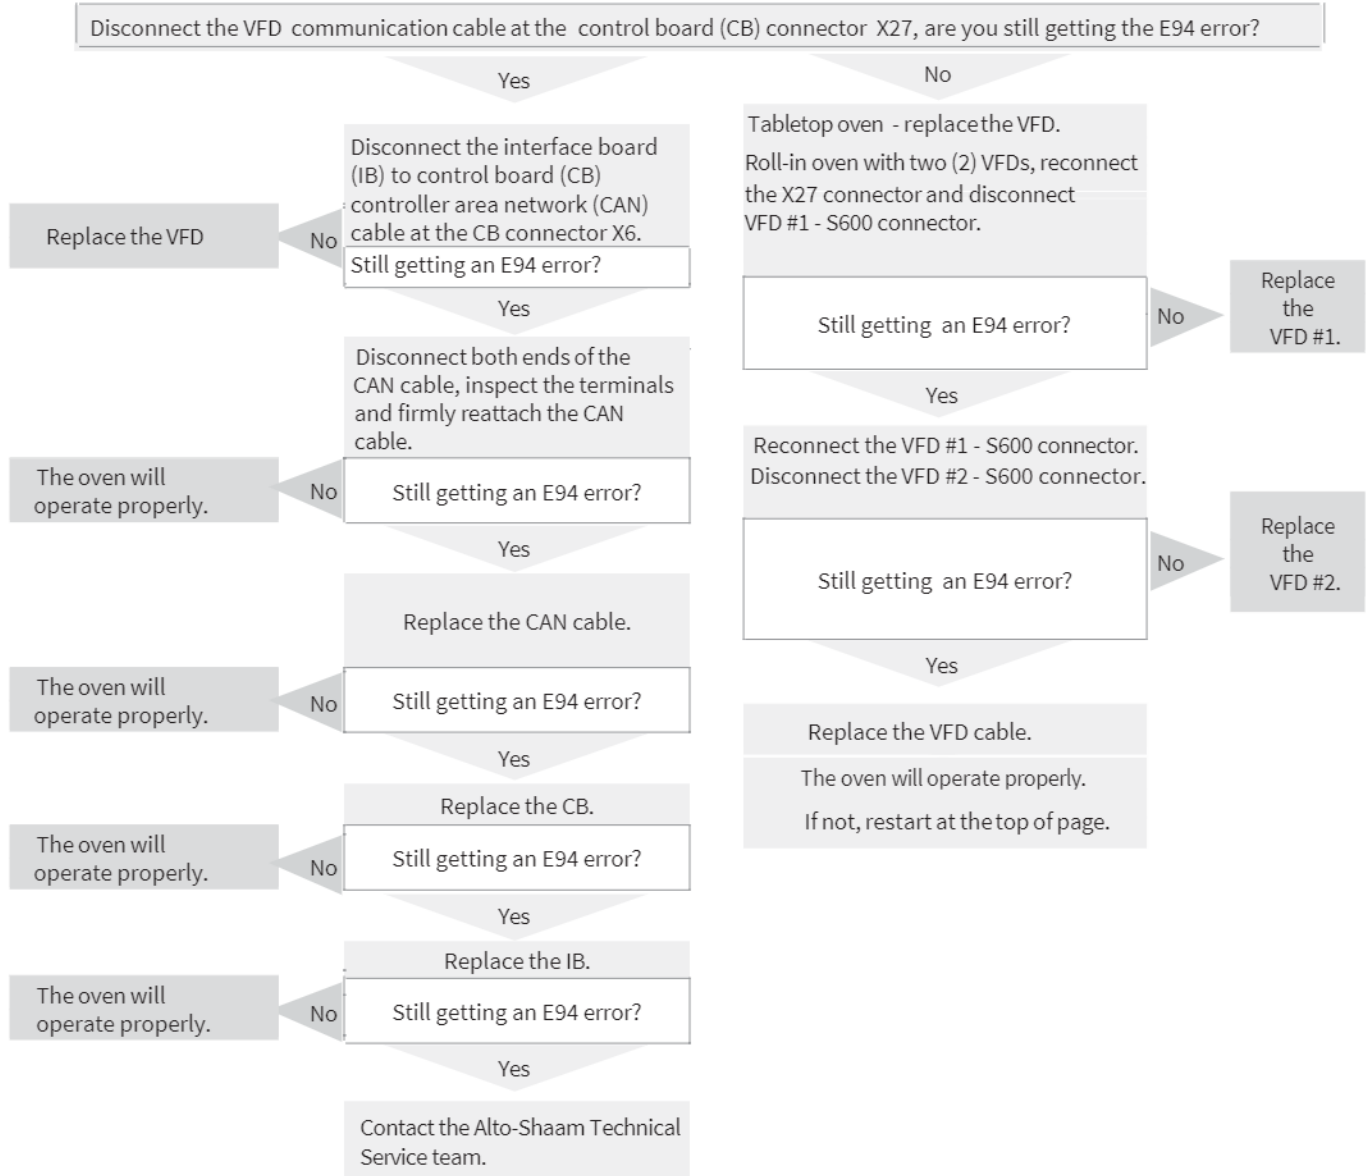 Disconnect the VFD communication cable at the control board (CB) connector X27, are you still getting the E94 error?
Yes
Disconnect the interface board
(IB) to control board (CB)
controller area network (CAN)
cable at the CB connector X6.
Still getting an E94 error?
No
Replace the VFD
Yes
Disconnect both ends of the
CAN cable, inspect the terminals
and firmly reattach the CAN
cable.
Still getting an E94 error?
No
The oven will
operate properly.
Yes
Replace the CAN cable.
Still getting an E94 error?
No
The oven will
operate properly.
Yes
Replace the CB.
Still getting an E94 error?
No
The oven will
operate properly.
Yes
Replace the IB.
Still getting an E94 error?
No
The oven will
operate properly.
Yes
Contact the Alto-Shaam Technical
Service team.
No
Tabletop oven - replace the VFD.
Roll-in oven with two (2) VFDs, reconnect
the X27 connector and disconnect
VFD #1 - S600 connector.
Still getting an E94 error?
No
Replace
the
VFD #1.
Yes
Reconnect the VFD #1 - S600 connector.
Disconnect the VFD #2 - S600 connector.
Still getting an E94 error?
No
Replace
the
VFD #2.
Yes
Replace the VFD cable.
The oven will operate properly.
If not, restart at the top of page.